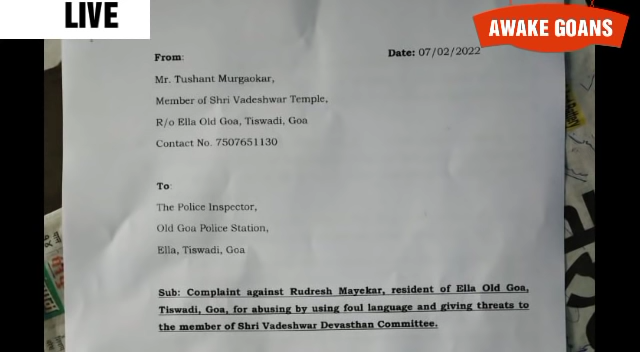 LIVE
AWAKE GOANS
From:
Date: 07/02/2022
Mr. Tushant Murgaokar,
Member of Shri Vadeshwar Temple,
R/o Ella Old Goa, Tiswadi, Goa
Contact No. 7507651130
To:
The Police Inspector,
Old Goa Police Station,
Ella, Tiswadi, Goa
Sub: Complaint against Rudresh Mayekar, resident of Ella Old Goa,
Tiswadi, Goa, for abusing by using foul language and giving threats to
the member of Shri Vadeshwar Devasthan Committee.